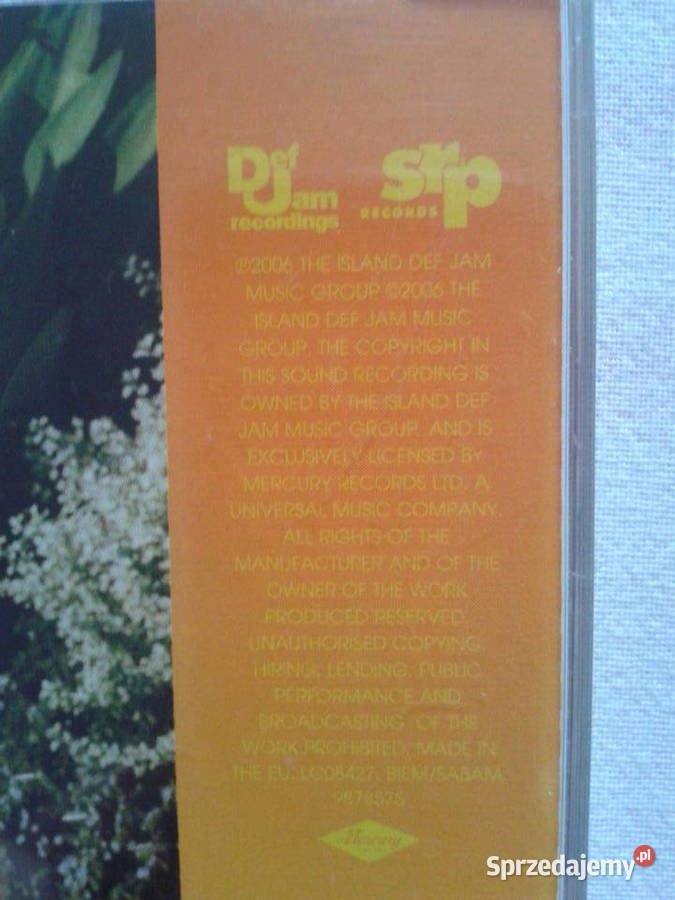 Def
Jam
recordings
srp
RECORDS
℗2006 THE ISLAND DEF JAM
MUSIC GROUP ©2006 THE
ISLAND DEF JAM MUSIC
GROUP. THE COPYRIGHT IN
THIS SOUND RECORDING IS
OWNED BY THE ISLAND DEF
JAM MUSIC GROUP. AND IS
EXCLUSIVELY LICENSED BY
MERCURY RECORDS LTD. A
UNIVERSAL MUSIC COMPANY.
ALL RIGHTS OF THE
MANUFACTURER AND OF THE
OWNER OF THE WORK
PRODUCED RESERVED.
UNAUTHORISED COPYING,
HIRING, LENDING, PUBLIC
PERFORMANCE AND
BROADCASTING OF THE
WORK PROHIBITED. MADE IN
THE EU. LC08427. BIEM/SABAM.
Mercury
Sprzedajemy.pl